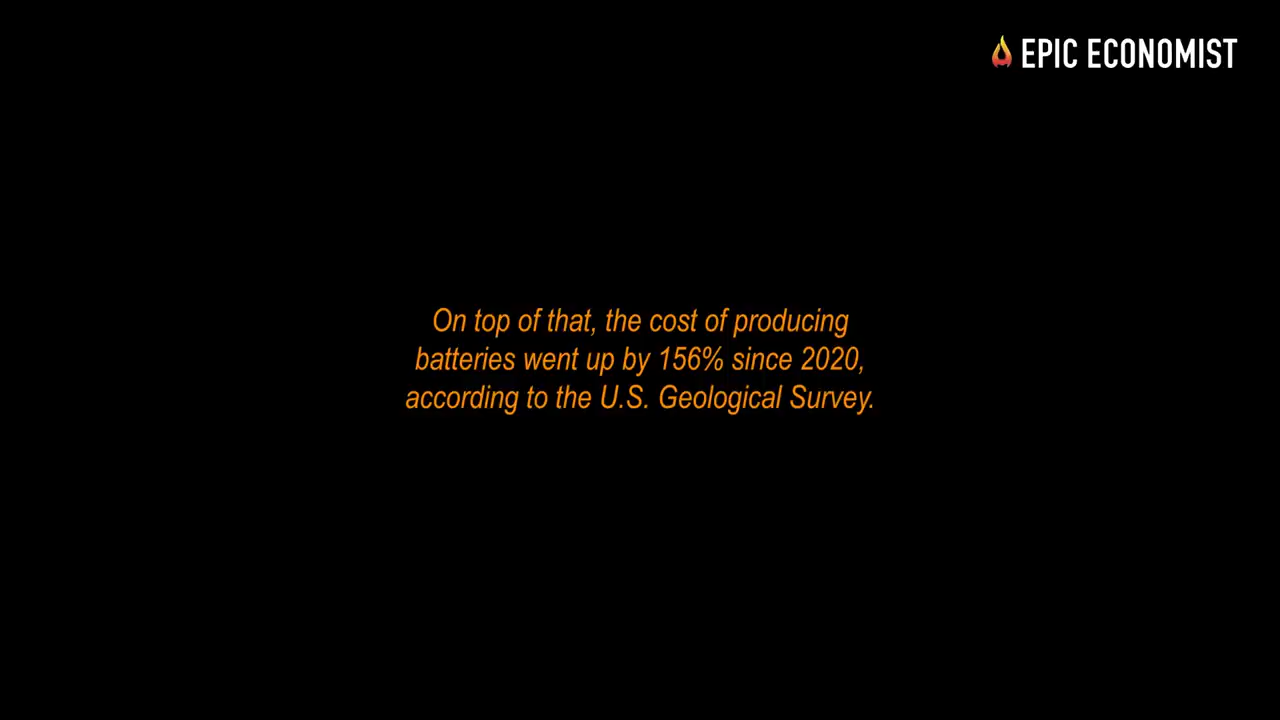 EPIC ECONOMIST
On top of that, the cost of producing
batteries went up by 156% since 2020,
according to the U.S. Geological Survey.